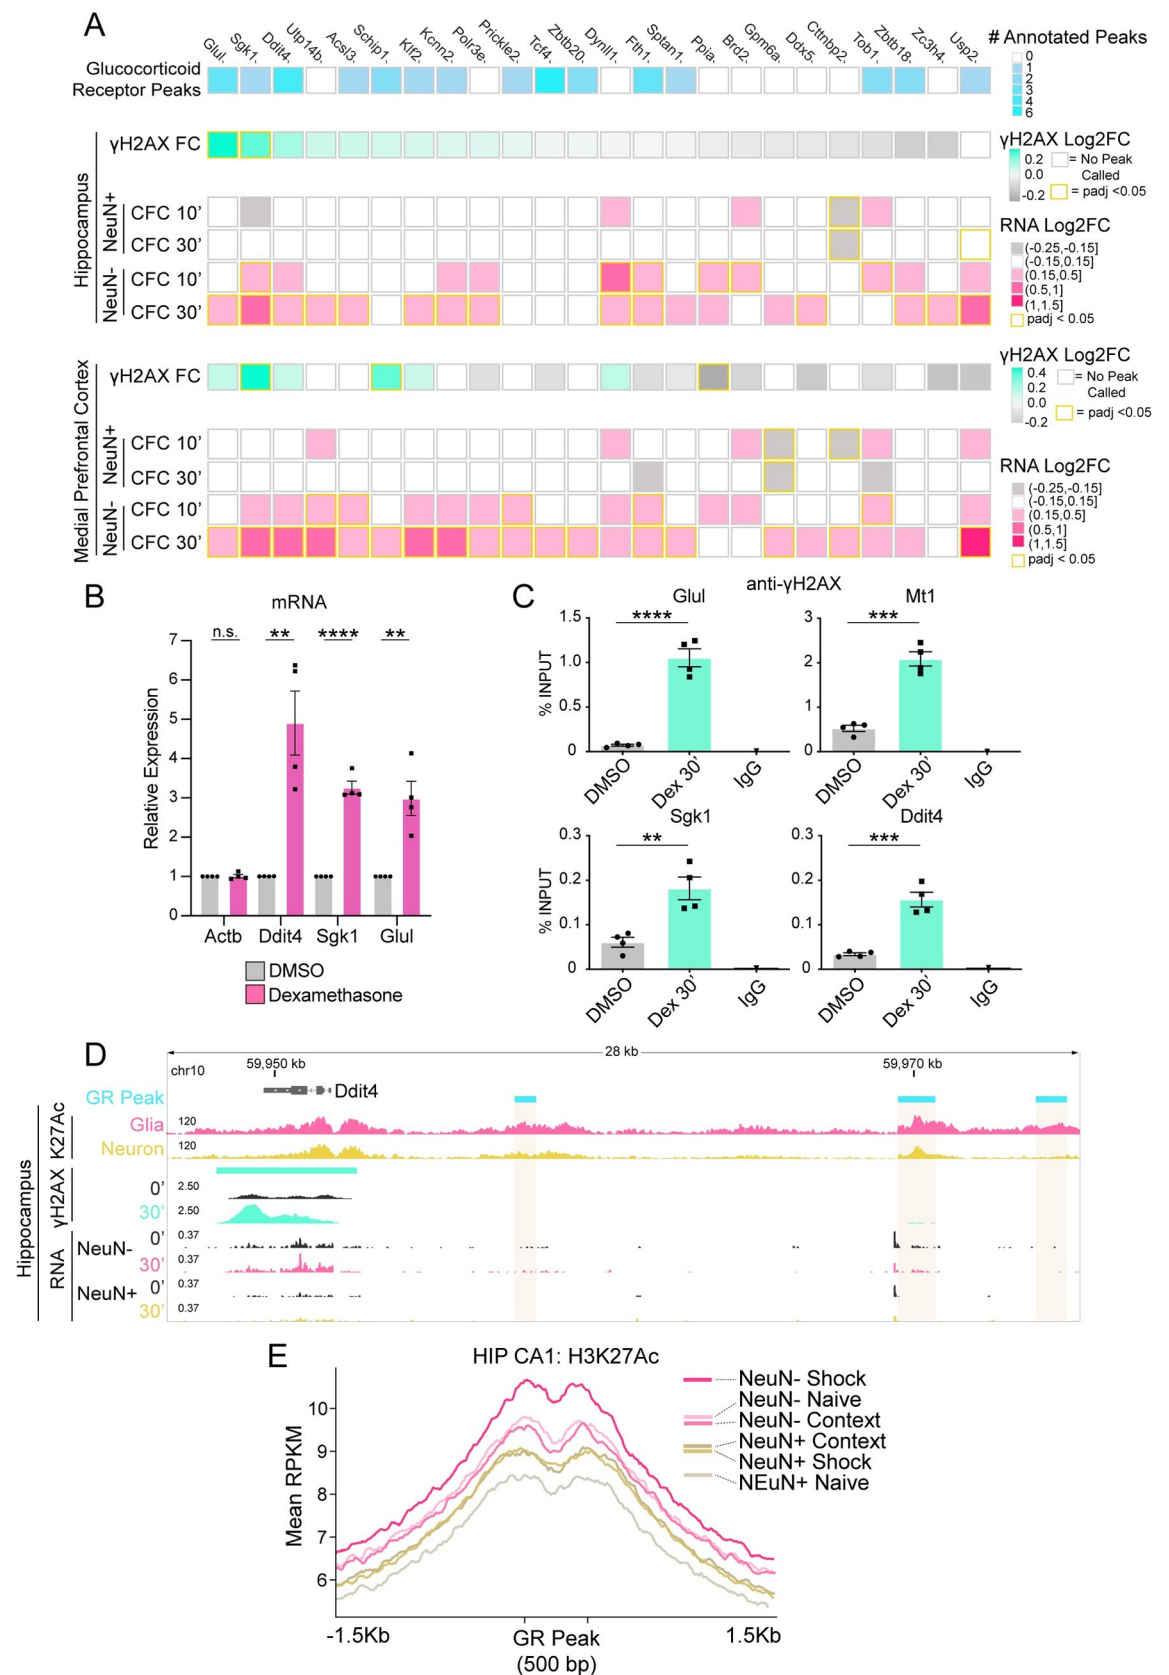 A
Glul. Sgk1. Ddit4. Utp14b. Acsl3. Schip1. Klf2. Kcnn2. Polr3e. Prickle2. Tcf4. Zbtb20. Dynll1. Fth1. Sptan1. Ppia. Brd2. Gpm6a. Ddx5. Cttnbp2. Tob1. Zbtb18. Zc3h4. Usp2.
Glucocorticoid
Receptor Peaks
# Annotated Peaks
0
1
2
3
4
6
Hippocampus
γH2AX FC
NeuN+
CFC 10'
CFC 30'
NeuN-
CFC 10'
CFC 30'
γH2AX Log2FC
0.2
0.0
-0.2
= No Peak
Called
= padj <0.05
RNA Log2FC
(-0.25,-0.15]
(-0.15,0.15]
(0.15,0.5]
(0.5,1]
(1,1.5]
padj < 0.05
Medial Prefrontal Cortex
γH2AX FC
NeuN+
CFC 10'
CFC 30'
NeuN-
CFC 10'
CFC 30'
γH2AX Log2FC
0.4
0.2
0.0
-0.2
= No Peak
Called
= padj <0.05
RNA Log2FC
(-0.25,-0.15]
(-0.15,0.15]
(0.15,0.5]
(0.5,1]
(1,1.5]
padj < 0.05
B
mRNA
n.s. ** **** **
Relative Expression
7
6
5
4
3
2
1
0
Actb Ddit4 Sgk1 Glul
DMSO
Dexamethasone
C
anti-γH2AX
Glul
****
% INPUT
1.5
1.0
0.5
0
DMSO
Dex 30'
IgG
Mt1
***
3
2
1
0
DMSO
Dex 30'
IgG
Sgk1
**
% INPUT
0.3
0.2
0.1
0
DMSO
Dex 30'
IgG
Ddit4
***
0.3
0.2
0.1
0
DMSO
Dex 30'
IgG
D
28 kb
chr10
59,950 kb
59,970 kb
Ddit4
GR Peak
Hippocampus
K27Ac
Glia 120
Neuron 120
γH2AX
0' 2.50
30' 2.50
RNA
NeuN-
0' 0.37
30' 0.37
NeuN+
0' 0.37
30' 0.37
E
HIP CA1: H3K27Ac
Mean RPKM
10
9
8
7
6
NeuN- Shock
NeuN- Naive
NeuN- Context
NeuN+ Context
NeuN+ Shock
NEuN+ Naive
-1.5Kb GR Peak 1.5Kb
(500 bp)